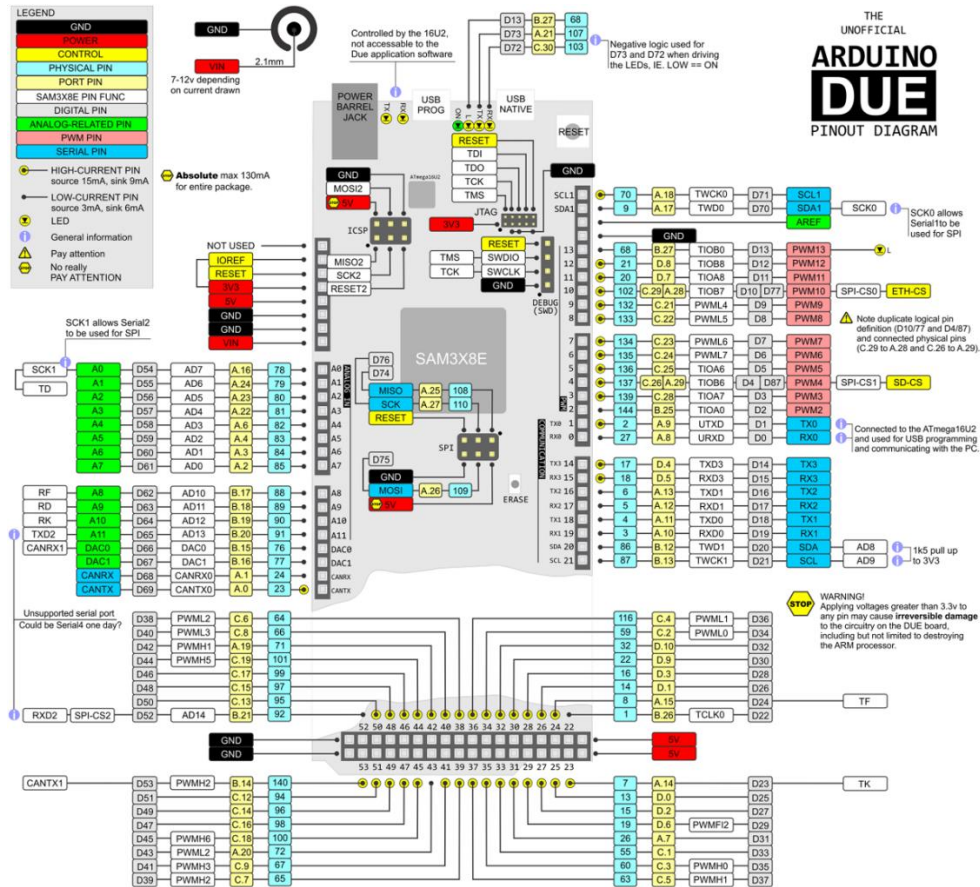 LEGEND
GND
POWER
CONTROL
PHYSICAL PIN
PORT PIN
SAM3X8E PIN FUNC
DIGITAL PIN
ANALOG-RELATED PIN
PWM PIN
SERIAL PIN
HIGH-CURRENT PIN
source 15mA, sink 9mA
LOW-CURRENT PIN
source 3mA, sink 6mA
LED
General information
Pay attention
No really
PAY ATTENTION
GND
VIN
2.1mm
7-12v depending
on current drawn
Absolute max 130mA
for entire package.
Controlled by the 16U2,
not accessable to the
Due application software
D13 B.27 68
D73 A.21 107
D72 C.30 103
Negative logic used for
D73 and D72 when driving
the LEDs, IE. LOW == ON
THE
UNOFFICIAL
ARDUINO
DUE
PINOUT DIAGRAM
POWER
BARREL
JACK
TX
RX
USB
PROG
ON
L
TX
RX
USB
NATIVE
RESET
RESET
TDI
TDO
TCK
TMS
GND
3V3
JTAG
ATmega16U2
GND
MOSI2
5V
ICSP
MISO2
SCK2
RESET2
RESET
TMS SWDIO
TCK SWCLK
GND
DEBUG
(SWD)
NOT USED
IOREF
RESET
3V3
5V
GND
GND
VIN
SCK1 allows Serial2
to be used for SPI
SCK1 A0 D54 AD7 A.16 78 A0
TD A1 D55 AD6 A.24 79 A1
A2 D56 AD5 A.23 80 A2
A3 D57 AD4 A.22 81 A3
A4 D58 AD3 A.6 82 A4
A5 D59 AD2 A.4 83 A5
A6 D60 AD1 A.3 84 A6
A7 D61 AD0 A.2 85 A7
ANALOG IN
RF A8 D62 AD10 B.17 88 A8
RD A9 D63 AD11 B.18 89 A9
RK A10 D64 AD12 B.19 90 A10
TXD2 A11 D65 AD13 B.20 91 A11
CANRX1 DAC0 D66 DAC0 B.15 76 DAC0
DAC1 D67 DAC1 B.16 77 DAC1
CANRX D68 CANRX0 A.1 24 CANRX
CANTX D69 CANTX0 A.0 23 CANTX
Unsupported serial port
Could be Serial4 one day?
SAM3X8E
D76
D74
MISO A.25 108
SCK A.27 110
RESET
SPI
D75
GND
MOSI A.26 109
5V
ERASE
SCL1 70 A.18 TWCK0 D71 SCL1
SDA1 9 A.17 TWD0 D70 SDA1 SCK0
AREF
GND
SCK0 allows
Serial1to be
used for SPI
13 68 B.27 TIOB0 D13 PWM13 L
12 21 D.8 TIOB8 D12 PWM12
11 20 D.7 TIOA8 D11 PWM11
10 102 C.29 A.28 TIOB7 D10 D77 PWM10 SPI-CS0 ETH-CS
9 132 C.21 PWML4 D9 PWM9
8 133 C.22 PWML5 D8 PWM8
Note duplicate logical pin
definition (D10/77 and D4/87)
and connected physical pins
(C.29 to A.28 and C.26 to A.29).
7 134 C.23 PWML6 D7 PWM7
6 135 C.24 PWML7 D6 PWM6
5 136 C.25 TIOA6 D5 PWM5
4 137 C.26 A.29 TIOB6 D4 D87 PWM4 SPI-CS1 SD-CS
3 139 C.28 TIOA7 D3 PWM3
2 144 B.25 TIOA0 D2 PWM2
TX0 1 2 A.9 UTXD D1 TX0
RX0 0 27 A.8 URXD D0 RX0
PWM
COMMUNICATION
Connected to the ATmega16U2
and used for USB programming
and communicating with the PC.
TX3 14 17 D.4 TXD3 D14 TX3
RX3 15 18 D.5 RXD3 D15 RX3
TX2 16 6 A.13 TXD1 D16 TX2
RX2 17 5 A.12 RXD1 D17 RX2
TX1 18 4 A.11 TXD0 D18 TX1
RX1 19 3 A.10 RXD0 D19 RX1
SDA 20 86 B.12 TWD1 D20 SDA AD8
SCL 21 87 B.13 TWCK1 D21 SCL AD9
1k5 pull up
to 3V3
STOP
WARNING!
Applying voltages greater than 3.3v to
any pin may cause irreversible damage
to the circuitry on the DUE board,
including but not limited to destroying
the ARM processor.
D38 PWML2 C.6 64
D40 PWML3 C.8 66
D42 PWMH1 A.19 71
D44 PWMH5 C.19 101
D46 C.17 99
D48 C.15 97
D50 C.13 95
RXD2 SPI-CS2 D52 AD14 B.21 92
116 C.4 PWML1 D36
59 C.2 PWML0 D34
32 D.10 D32
22 D.9 D30
16 D.3 D28
14 D.1 D26
8 A.15 D24 TF
1 B.26 TCLK0 D22
52 50 48 46 44 42 40 38 36 34 32 30 28 26 24 22
GND
GND
5V
5V
53 51 49 47 45 43 41 39 37 35 33 31 29 27 25 23
CANTX1 D53 PWMH2 B.14 140
D51 C.12 94
D49 C.14 96
D47 C.16 98
D45 PWMH6 C.18 100
D43 PWML2 A.20 72
D41 PWMH3 C.9 67
D39 PWMH2 C.7 65
7 A.14 D23 TK
13 D.0 D25
15 D.2 D27
19 D.6 PWMFI2 D29
26 A.7 D31
55 C.1 D33
60 C.3 PWMH0 D35
63 C.5 PWMH1 D37